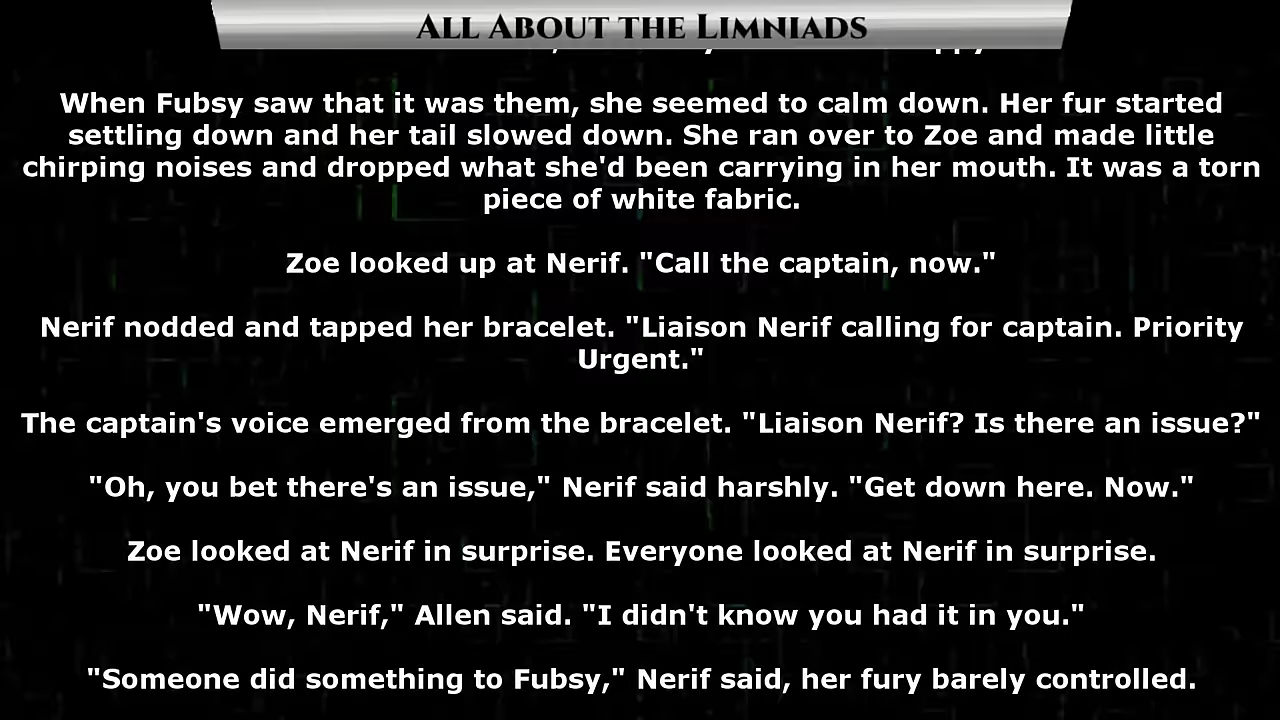 All About the Limniads
When Fubsy saw that it was them, she seemed to calm down. Her fur started
settling down and her tail slowed down. She ran over to Zoe and made little
chirping noises and dropped what she'd been carrying in her mouth. It was a torn
piece of white fabric.
Zoe looked up at Nerif. "Call the captain, now."
Nerif nodded and tapped her bracelet. "Liaison Nerif calling for captain. Priority
Urgent."
The captain's voice emerged from the bracelet. "Liaison Nerif? Is there an issue?"
"Oh, you bet there's an issue," Nerif said harshly. "Get down here. Now."
Zoe looked at Nerif in surprise. Everyone looked at Nerif in surprise.
"Wow, Nerif," Allen said. "I didn't know you had it in you."
"Someone did something to Fubsy," Nerif said, her fury barely controlled.